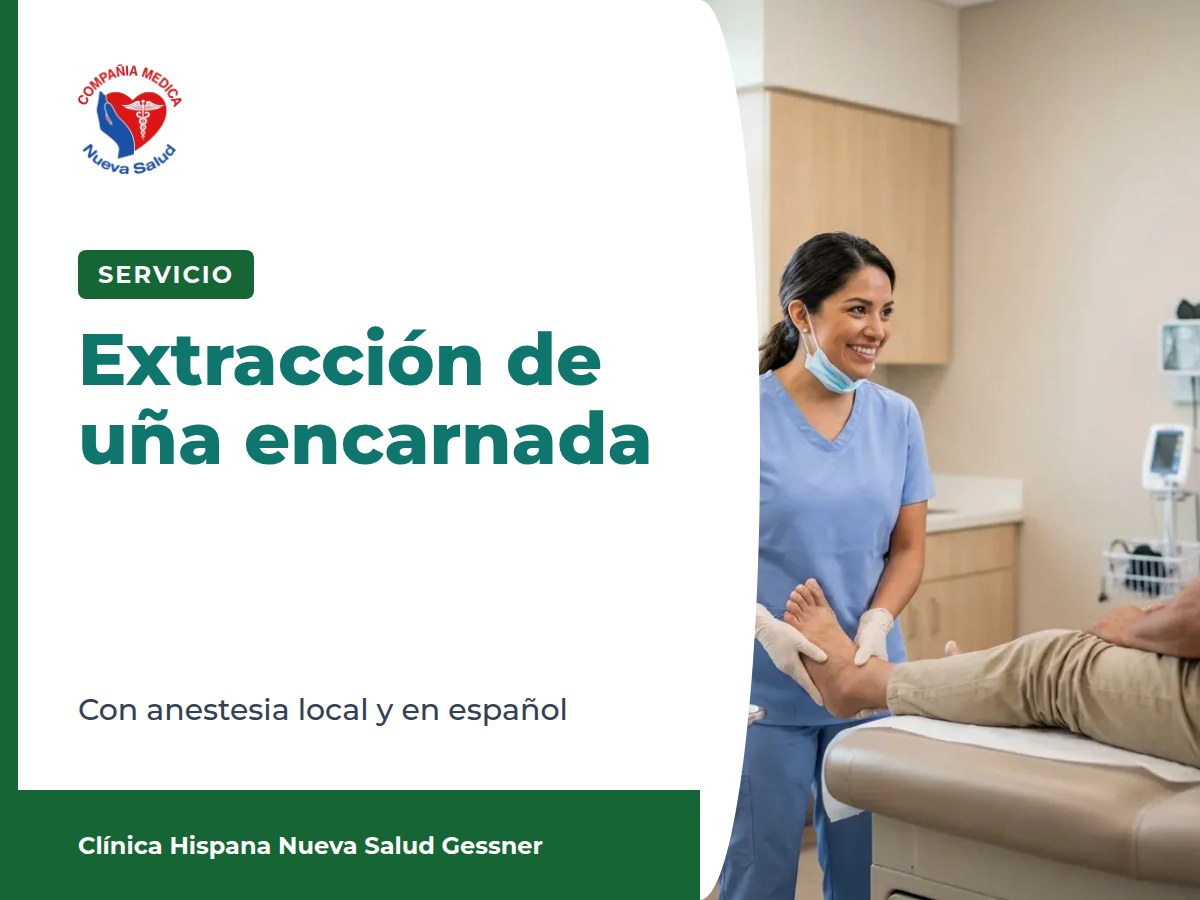 COMPAÑIA MEDICA
Nueva Salud
SERVICIO
Extracción de
uña encarnada
Con anestesia local y en español
Clínica Hispana Nueva Salud Gessner